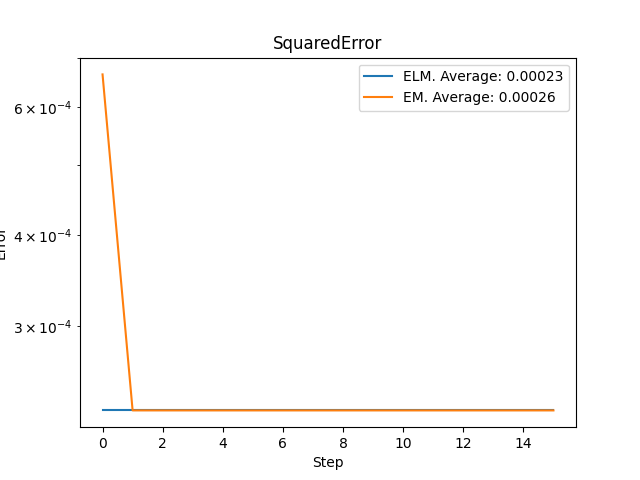 SquaredError
ELM. Average: 0.00023
EM. Average: 0.00026
6 × 10⁻⁴
4 × 10⁻⁴
3 × 10⁻⁴
Error
0 2 4 6 8 10 12 14
Step